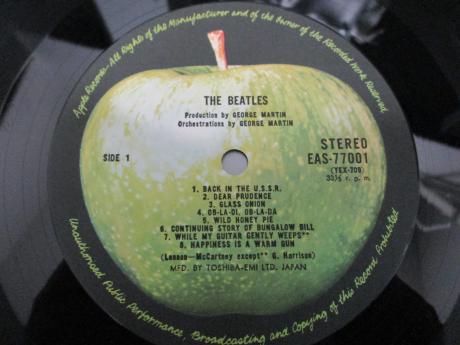 Apple Records-All Rights of the Manufacturer and of the Owner of the Recorded Work Reserved
THE BEATLES
Production by GEORGE MARTIN
Orchestrations by GEORGE MARTIN
STEREO
SIDE 1
EAS-77001
(YEX-709)
33⅓ r. p. m.
1. BACK IN THE U.S.S.R.
2. DEAR PRUDENCE
3. GLASS ONION
4. OB-LA-DI, OB-LA-DA
5. WILD HONEY PIE
6. CONTINUING STORY OF BUNGALOW BILL
7. WHILE MY GUITAR GENTLY WEEPS**
8. HAPPINESS IS A WARM GUN
(Lennon-McCartney except** G. Harrison)
MFD. BY TOSHIBA-EMI LTD. JAPAN
Unauthorised Public Performance, Broadcasting and Copying of this Record Prohibited